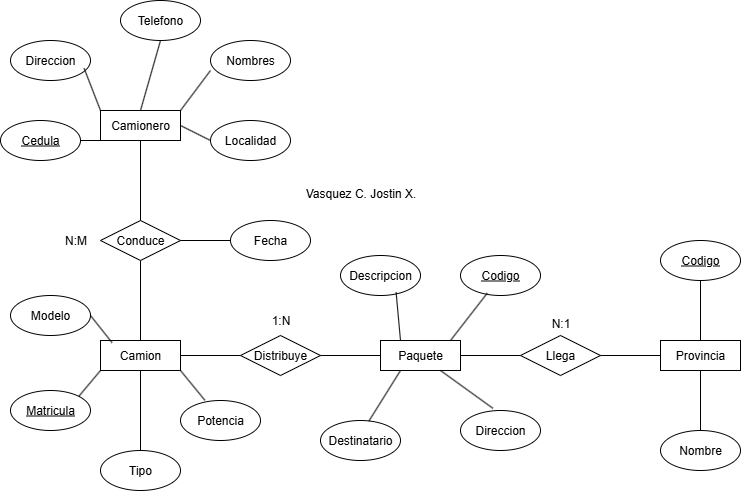 Telefono
Direccion
Nombres
Camionero
Cedula
Localidad
Vasquez C. Jostin X.
N:M
Conduce
Fecha
Codigo
Descripcion
Codigo
Modelo
1:N
N:1
Camion
Distribuye
Paquete
Llega
Provincia
Matricula
Potencia
Direccion
Destinatario
Nombre
Tipo